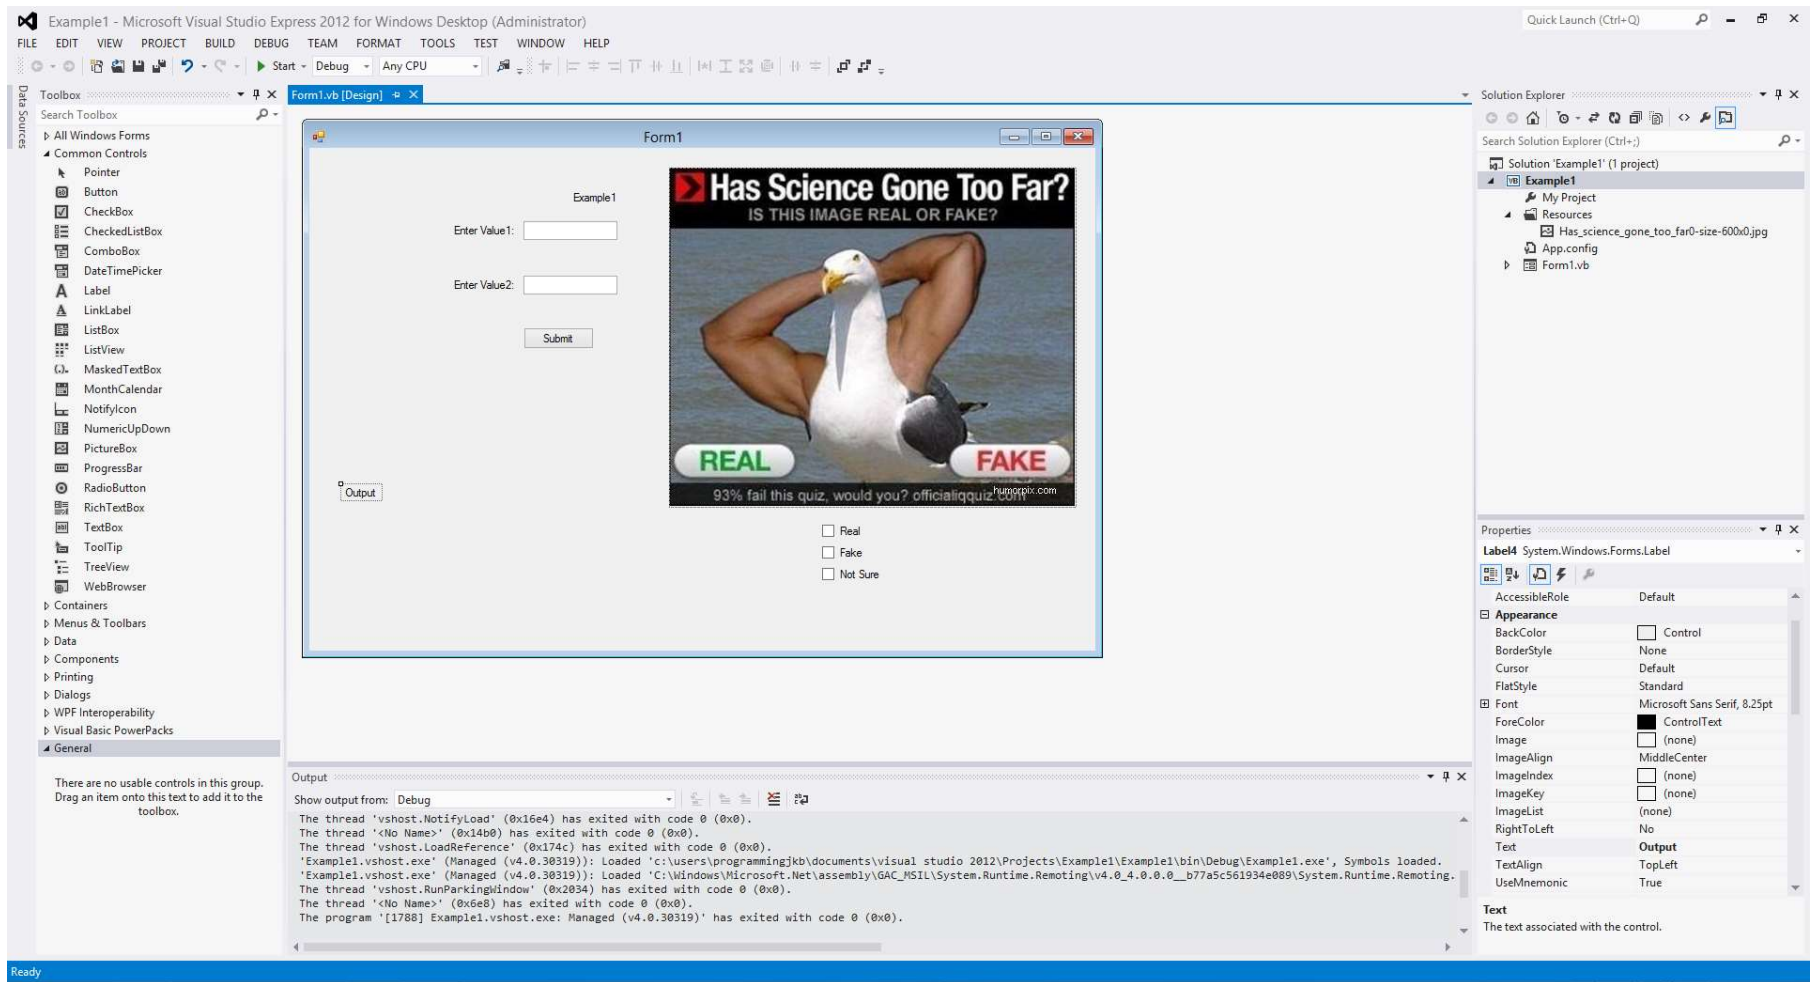 Example1 - Microsoft Visual Studio Express 2012 for Windows Desktop (Administrator)
Quick Launch (Ctrl+Q)
FILE EDIT VIEW PROJECT BUILD DEBUG TEAM FORMAT TOOLS TEST WINDOW HELP
Start Debug Any CPU
Data Sources
Toolbox
Search Toolbox
All Windows Forms
Common Controls
Pointer
Button
CheckBox
CheckedListBox
ComboBox
DateTimePicker
Label
LinkLabel
ListBox
ListView
MaskedTextBox
MonthCalendar
NotifyIcon
NumericUpDown
PictureBox
ProgressBar
RadioButton
RichTextBox
TextBox
ToolTip
TreeView
WebBrowser
Containers
Menus & Toolbars
Data
Components
Printing
Dialogs
WPF Interoperability
Visual Basic PowerPacks
General
There are no usable controls in this group.
Drag an item onto this text to add it to the
toolbox.
Form1.vb [Design]
Form1
Example1
Enter Value1:
Enter Value2:
Submit
Output
Has Science Gone Too Far?
IS THIS IMAGE REAL OR FAKE?
REAL FAKE
93% fail this quiz, would you? officialiqquiz.com
humorpix.com
Real
Fake
Not Sure
Output
Show output from: Debug
The thread 'vshost.NotifyLoad' (0x16e4) has exited with code 0 (0x0).
The thread '<No Name>' (0x14b0) has exited with code 0 (0x0).
The thread 'vshost.LoadReference' (0x174c) has exited with code 0 (0x0).
'Example1.vshost.exe' (Managed (v4.0.30319)): Loaded 'c:\users\programmingjkb\documents\visual studio 2012\Projects\Example1\Example1\bin\Debug\Example1.exe', Symbols loaded.
'Example1.vshost.exe' (Managed (v4.0.30319)): Loaded 'C:\Windows\Microsoft.Net\assembly\GAC_MSIL\System.Runtime.Remoting\v4.0_4.0.0.0__b77a5c561934e089\System.Runtime.Remoting.
The thread 'vshost.RunParkingWindow' (0x2034) has exited with code 0 (0x0).
The thread '<No Name>' (0x6e8) has exited with code 0 (0x0).
The program '[1788] Example1.vshost.exe: Managed (v4.0.30319)' has exited with code 0 (0x0).
Solution Explorer
Search Solution Explorer (Ctrl+;)
Solution 'Example1' (1 project)
Example1
My Project
Resources
Has_science_gone_too_far0-size-600x0.jpg
App.config
Form1.vb
Properties
Label4 System.Windows.Forms.Label
AccessibleRole Default
Appearance
BackColor Control
BorderStyle None
Cursor Default
FlatStyle Standard
Font Microsoft Sans Serif, 8.25pt
ForeColor ControlText
Image (none)
ImageAlign MiddleCenter
ImageIndex (none)
ImageKey (none)
ImageList (none)
RightToLeft No
Text Output
TextAlign TopLeft
UseMnemonic True
Text
The text associated with the control.
Ready